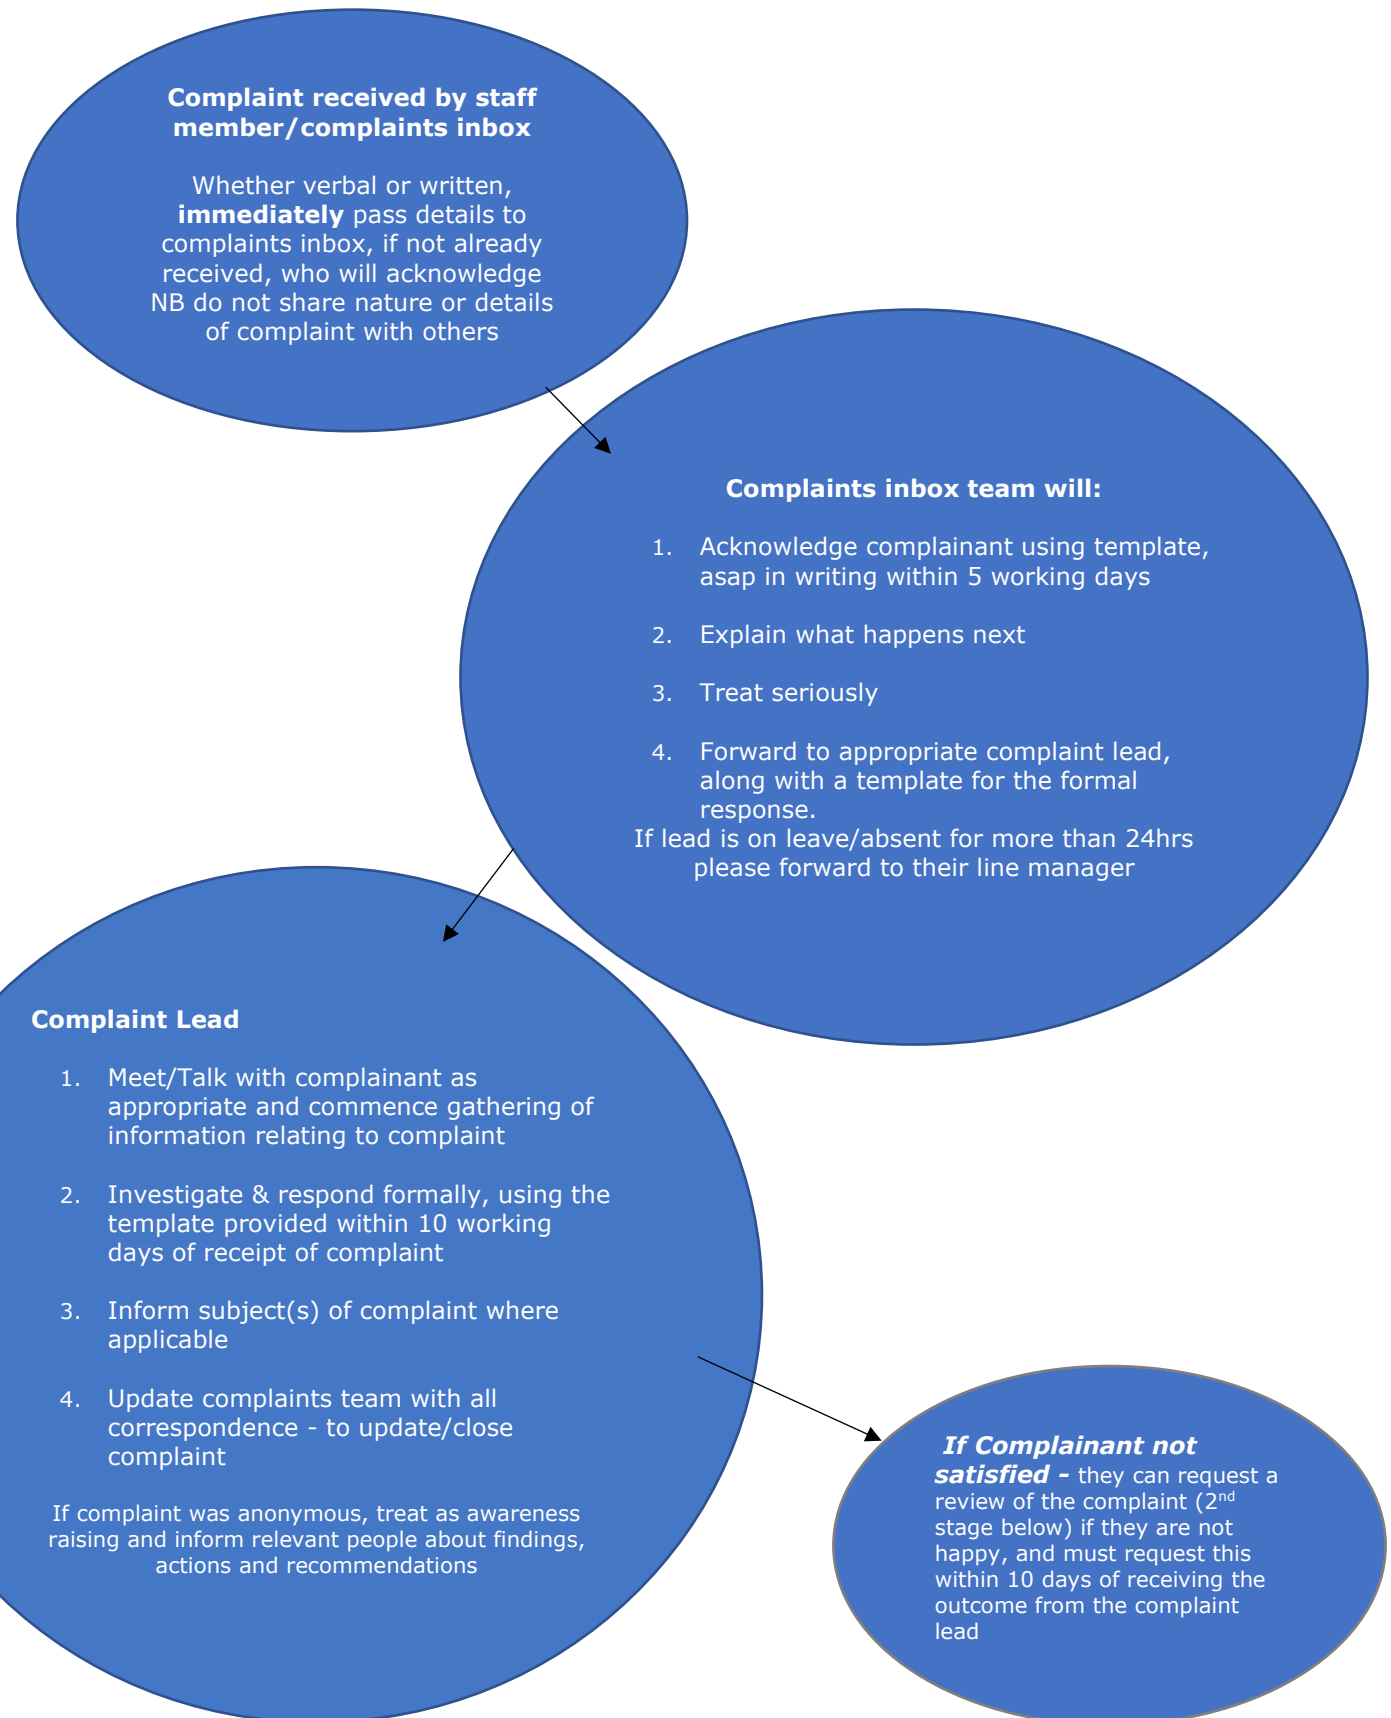 Complaint received by staff
member/complaints inbox
Whether verbal or written,
immediately pass details to
complaints inbox, if not already
received, who will acknowledge
NB do not share nature or details
of complaint with others
Complaints inbox team will:
1. Acknowledge complainant using template,
asap in writing within 5 working days
2. Explain what happens next
3. Treat seriously
4. Forward to appropriate complaint lead,
along with a template for the formal
response.
If lead is on leave/absent for more than 24hrs
please forward to their line manager
Complaint Lead
1. Meet/Talk with complainant as
appropriate and commence gathering of
information relating to complaint
2. Investigate & respond formally, using the
template provided within 10 working
days of receipt of complaint
3. Inform subject(s) of complaint where
applicable
4. Update complaints team with all
correspondence - to update/close
complaint
If complaint was anonymous, treat as awareness
raising and inform relevant people about findings,
actions and recommendations
If Complainant not
satisfied - they can request a
review of the complaint (2nd
stage below) if they are not
happy, and must request this
within 10 days of receiving the
outcome from the complaint
lead